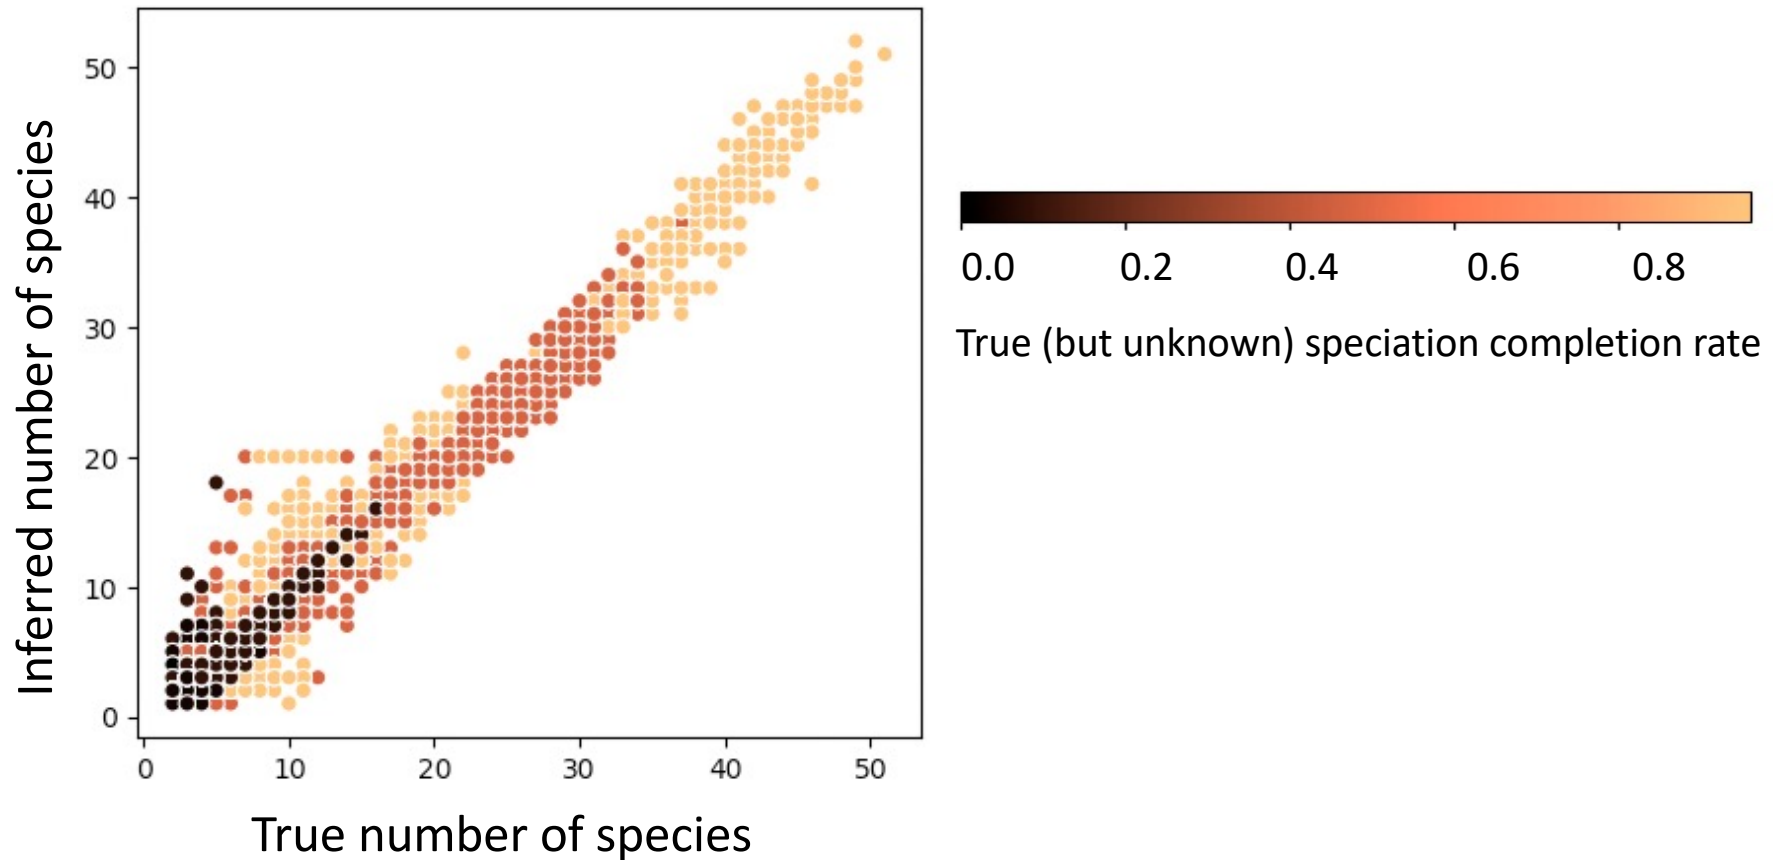 Inferred number of species
50
40
30
20
10
0
0 10 20 30 40 50
True number of species
0.0 0.2 0.4 0.6 0.8
True (but unknown) speciation completion rate